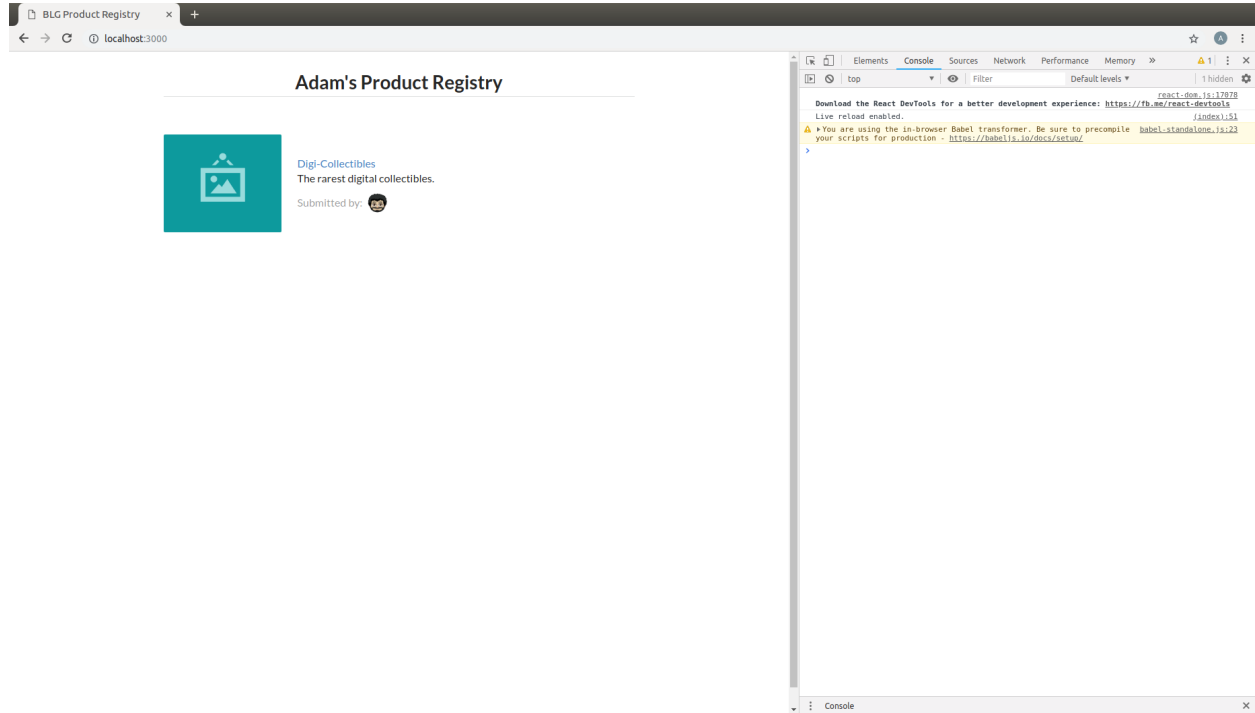 BLG Product Registry × +
localhost:3000 A
Elements Console Sources Network Performance Memory » 1
top Filter Default levels 1 hidden
Adam's Product Registry
react-dom.js:17078
Download the React DevTools for a better development experience: https://fb.me/react-devtools
Live reload enabled. (index):51
You are using the in-browser Babel transformer. Be sure to precompile babel-standalone.js:23
your scripts for production - https://babeljs.io/docs/setup/
Digi-Collectibles
The rarest digital collectibles.
Submitted by:
Console